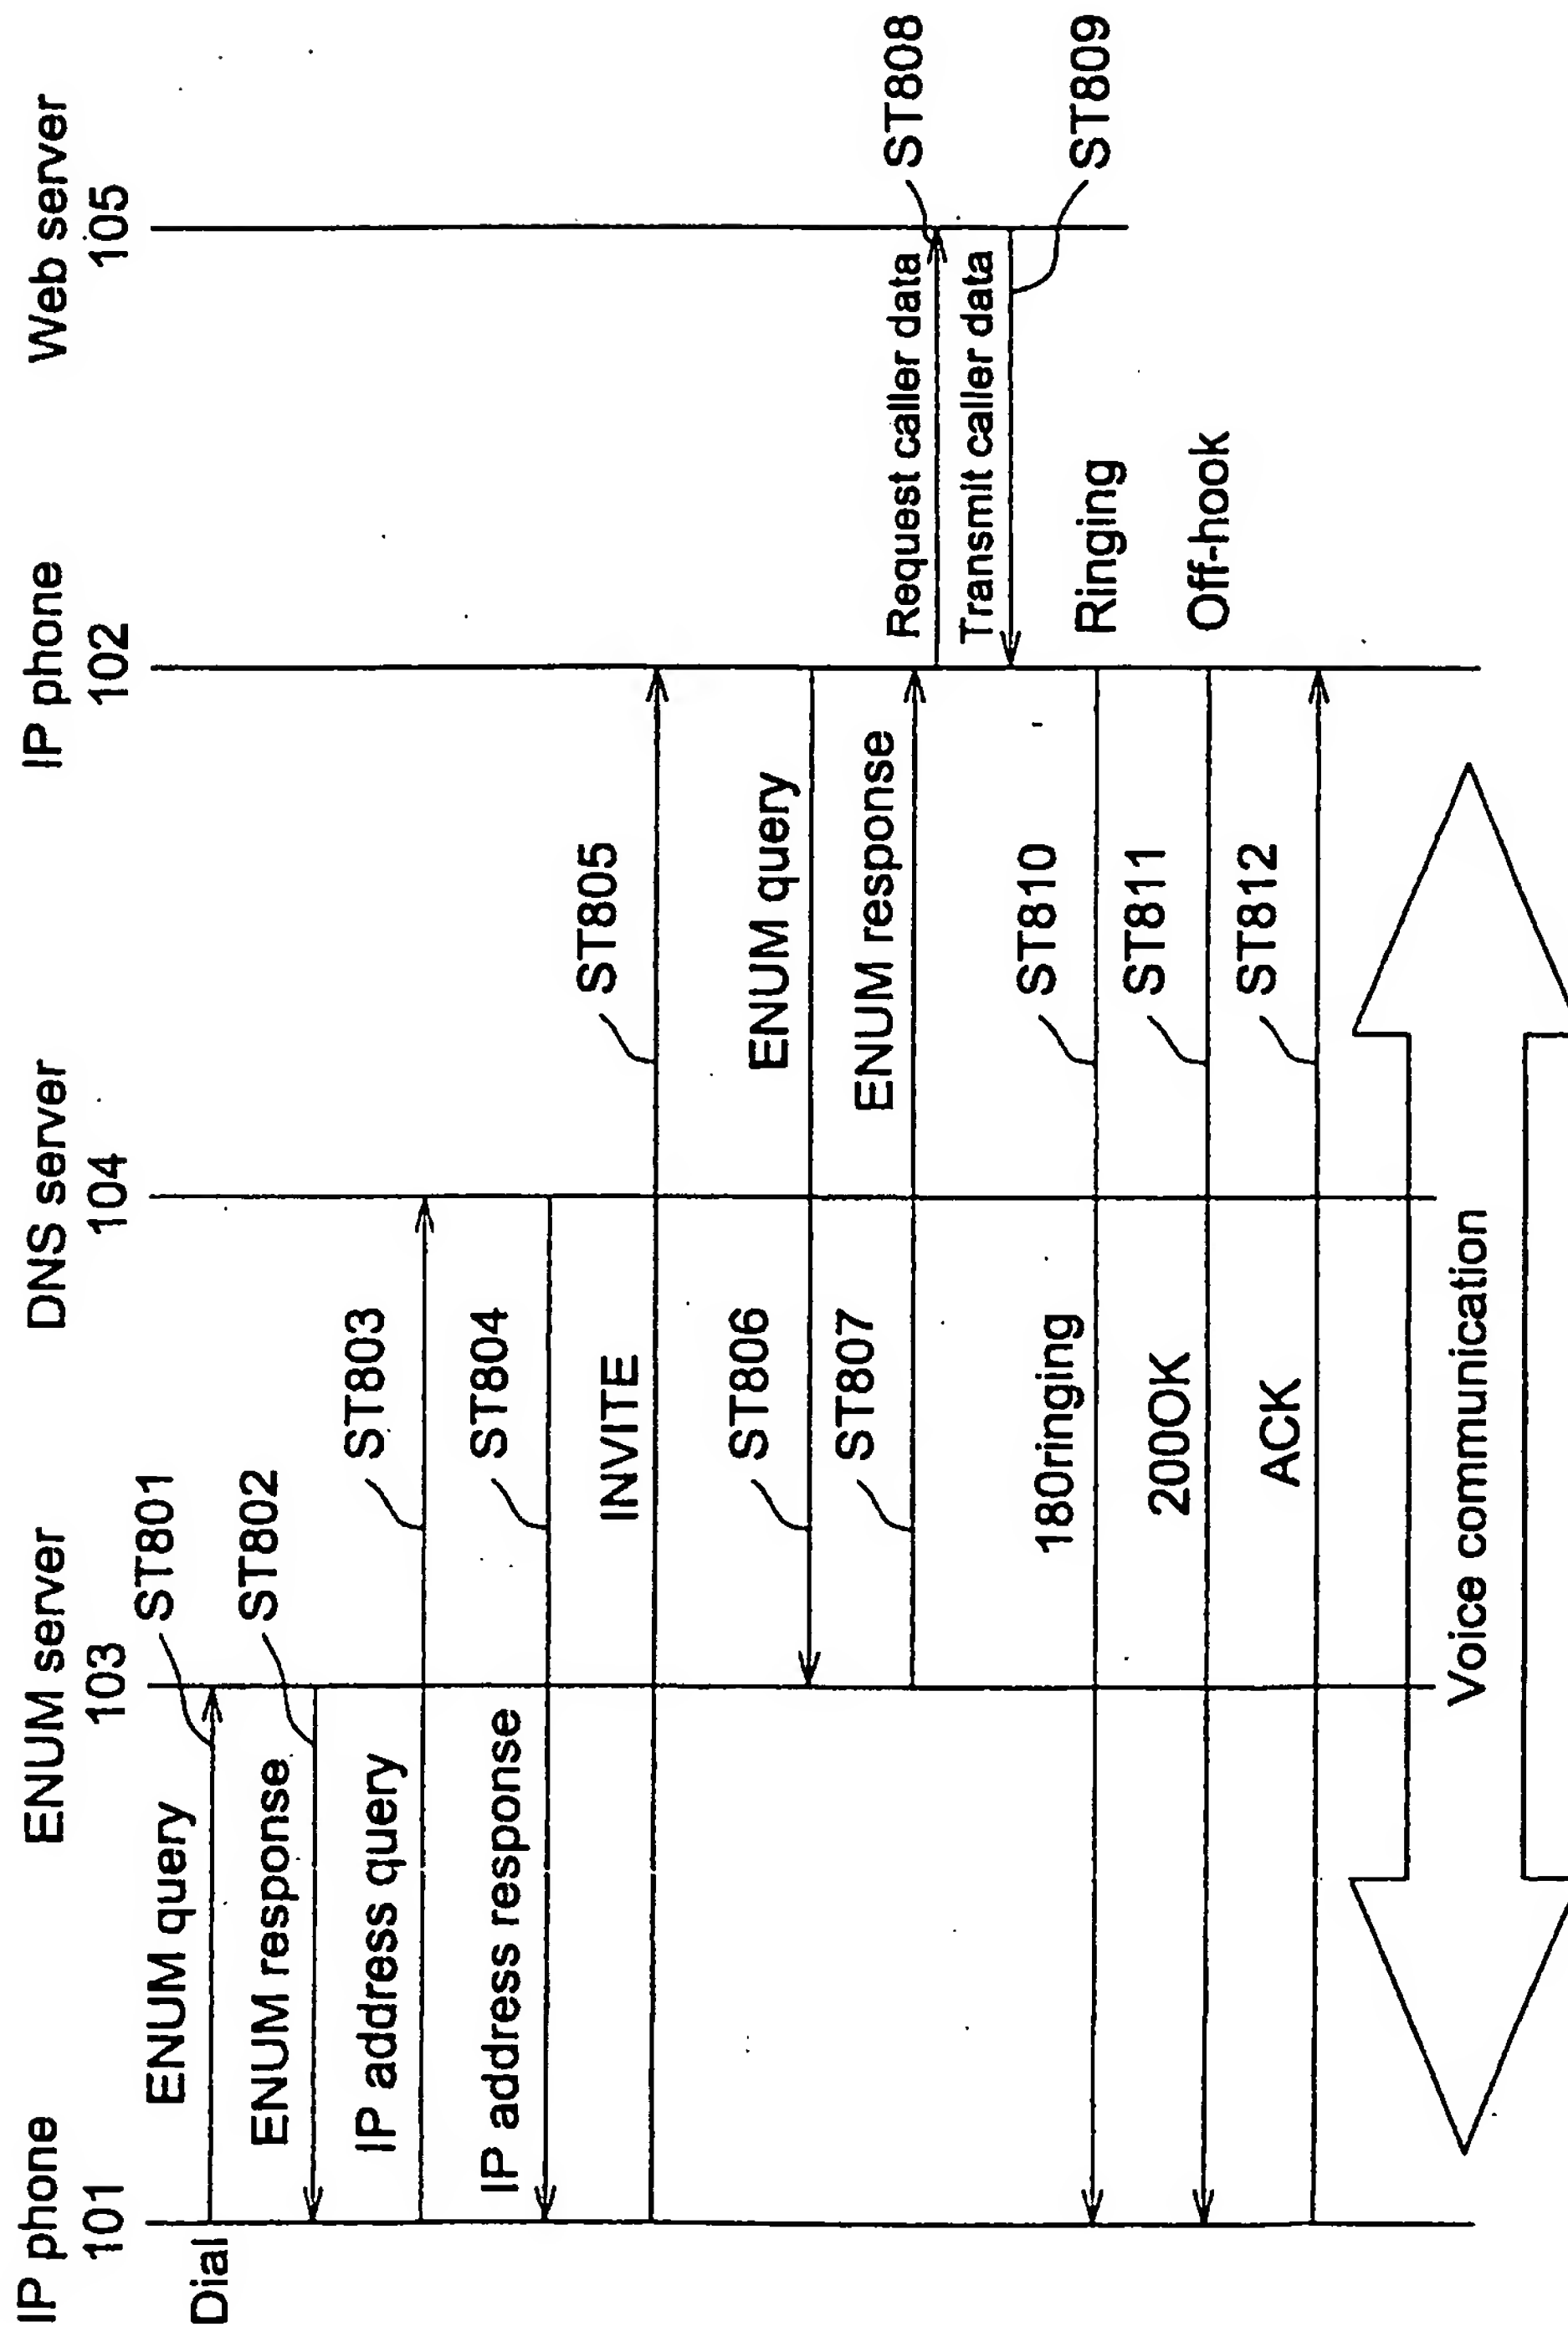 IP phone
101
ENUM server
103
DNS server
104
IP phone
102
Web server
105
Dial
ENUM query
ST801
ENUM response
ST802
IP address query
ST803
IP address response
ST804
INVITE
ST805
ST806
ENUM query
ST807
ENUM response
Request caller data
ST808
Transmit caller data
ST809
180ringing
ST810
Ringing
200OK
ST811
Off-hook
ACK
ST812
Voice communication